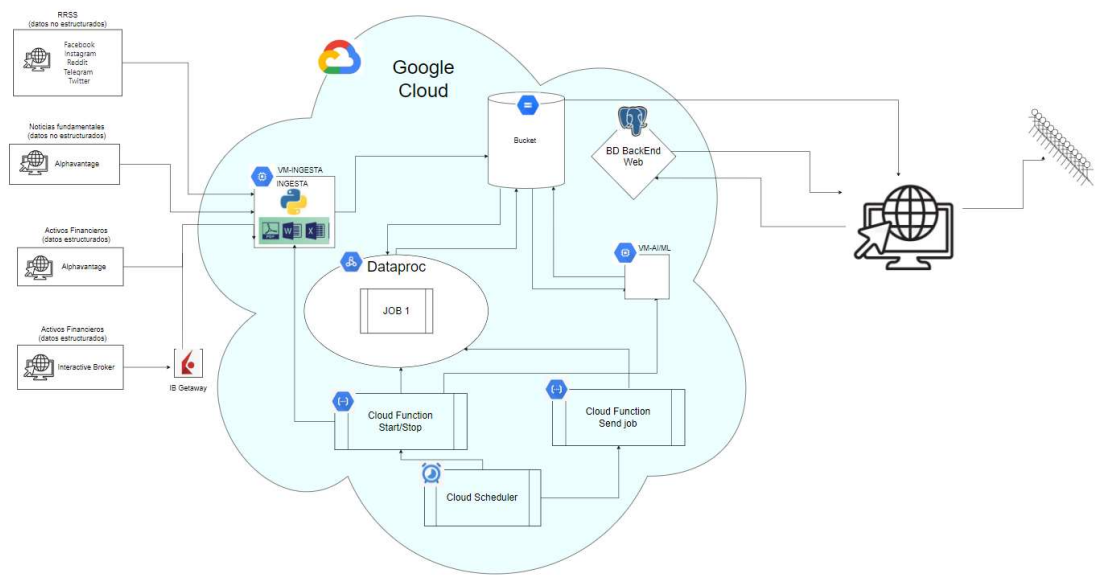 RRSS
(datos no estructurados)
Facebook
Instagram
Reddit
Telegram
Twitter
Noticias fundamentales
(datos no estructurados)
Alphavantage
Activos Financieros
(datos estructurados)
Alphavantage
Activos Financieros
(datos estructurados)
Interactive Broker
IB Getaway
Google
Cloud
VM-INGESTA
INGESTA
PDF
W
X
Bucket
BD BackEnd
Web
VM-AI/ML
Dataproc
JOB 1
Cloud Function
Start/Stop
Cloud Function
Send job
Cloud Scheduler